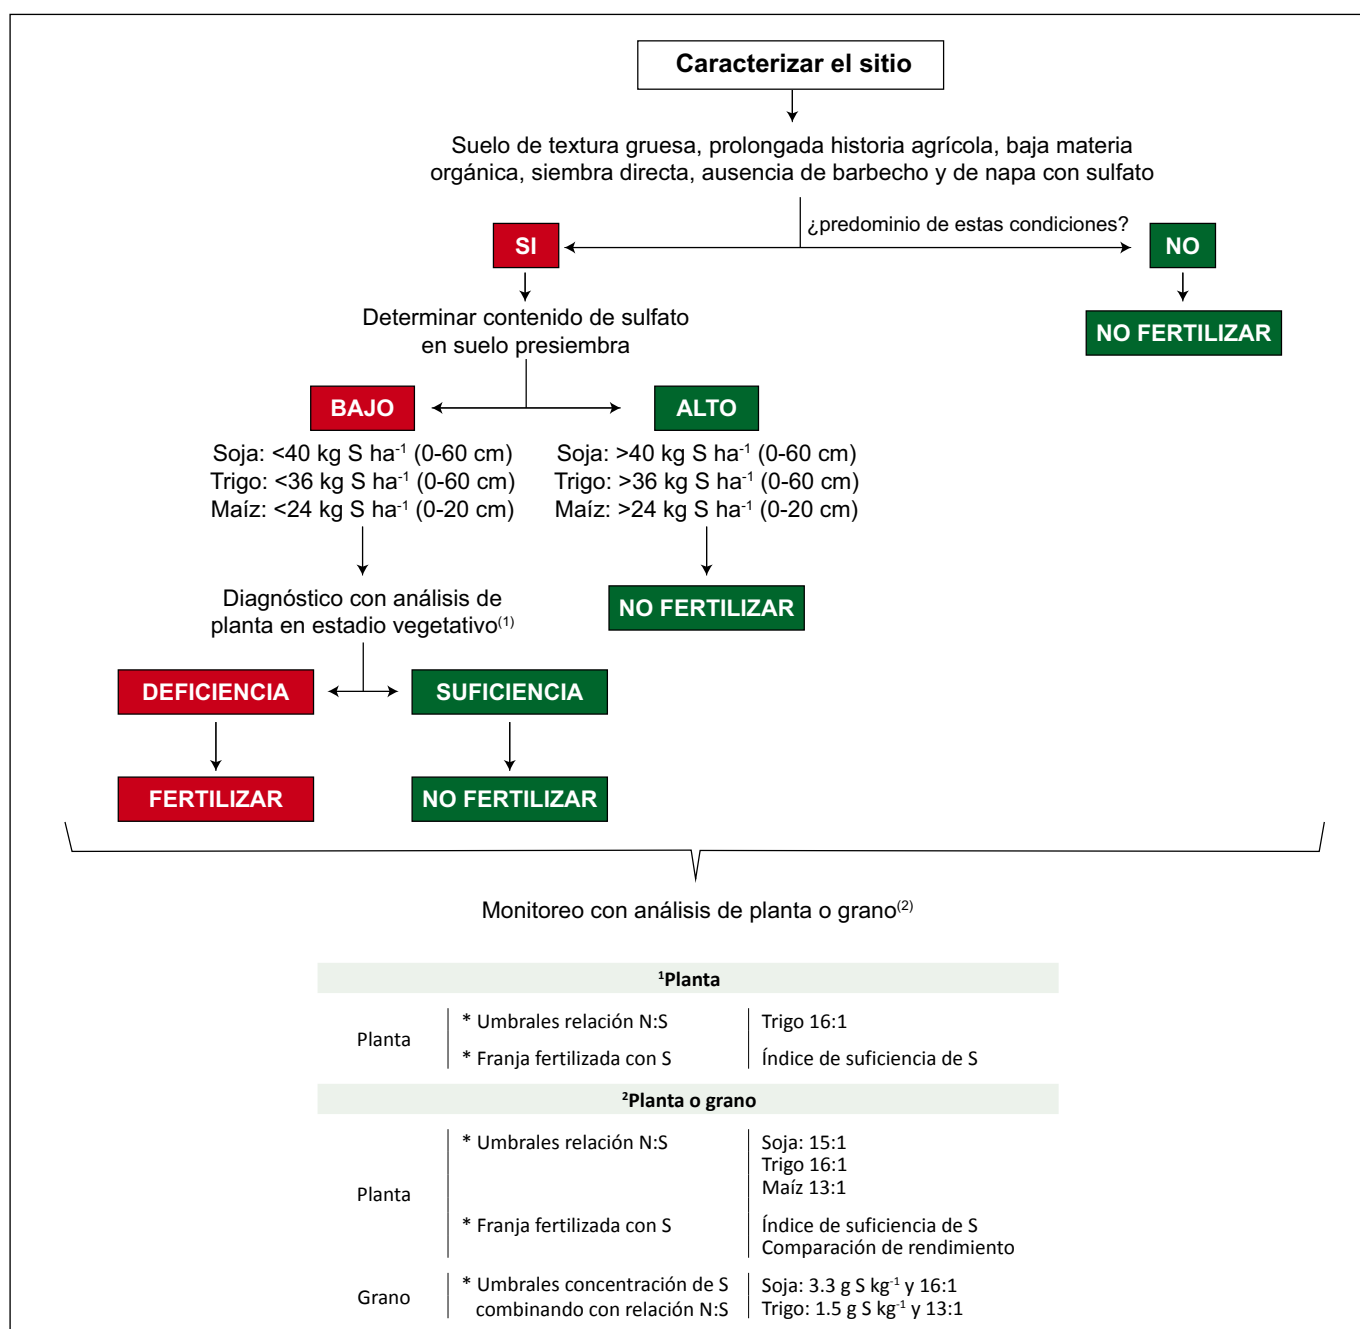 Caracterizar el sitio
Suelo de textura gruesa, prolongada historia agrícola, baja materia
orgánica, siembra directa, ausencia de barbecho y de napa con sulfato
¿predominio de estas condiciones?
SI
NO
Determinar contenido de sulfato
en suelo presiembra
NO FERTILIZAR
BAJO
ALTO
Soja: <40 kg S ha⁻¹ (0-60 cm)
Trigo: <36 kg S ha⁻¹ (0-60 cm)
Maíz: <24 kg S ha⁻¹ (0-20 cm)
Soja: >40 kg S ha⁻¹ (0-60 cm)
Trigo: >36 kg S ha⁻¹ (0-60 cm)
Maíz: >24 kg S ha⁻¹ (0-20 cm)
Diagnóstico con análisis de
planta en estadio vegetativo⁽¹⁾
NO FERTILIZAR
DEFICIENCIA
SUFICIENCIA
FERTILIZAR
NO FERTILIZAR
Monitoreo con análisis de planta o grano⁽²⁾
¹Planta
Planta
* Umbrales relación N:S
Trigo 16:1
* Franja fertilizada con S
Índice de suficiencia de S
²Planta o grano
Planta
* Umbrales relación N:S
Soja: 15:1
Trigo 16:1
Maíz 13:1
* Franja fertilizada con S
Índice de suficiencia de S
Comparación de rendimiento
Grano
* Umbrales concentración de S
combinando con relación N:S
Soja: 3.3 g S kg⁻¹ y 16:1
Trigo: 1.5 g S kg⁻¹ y 13:1